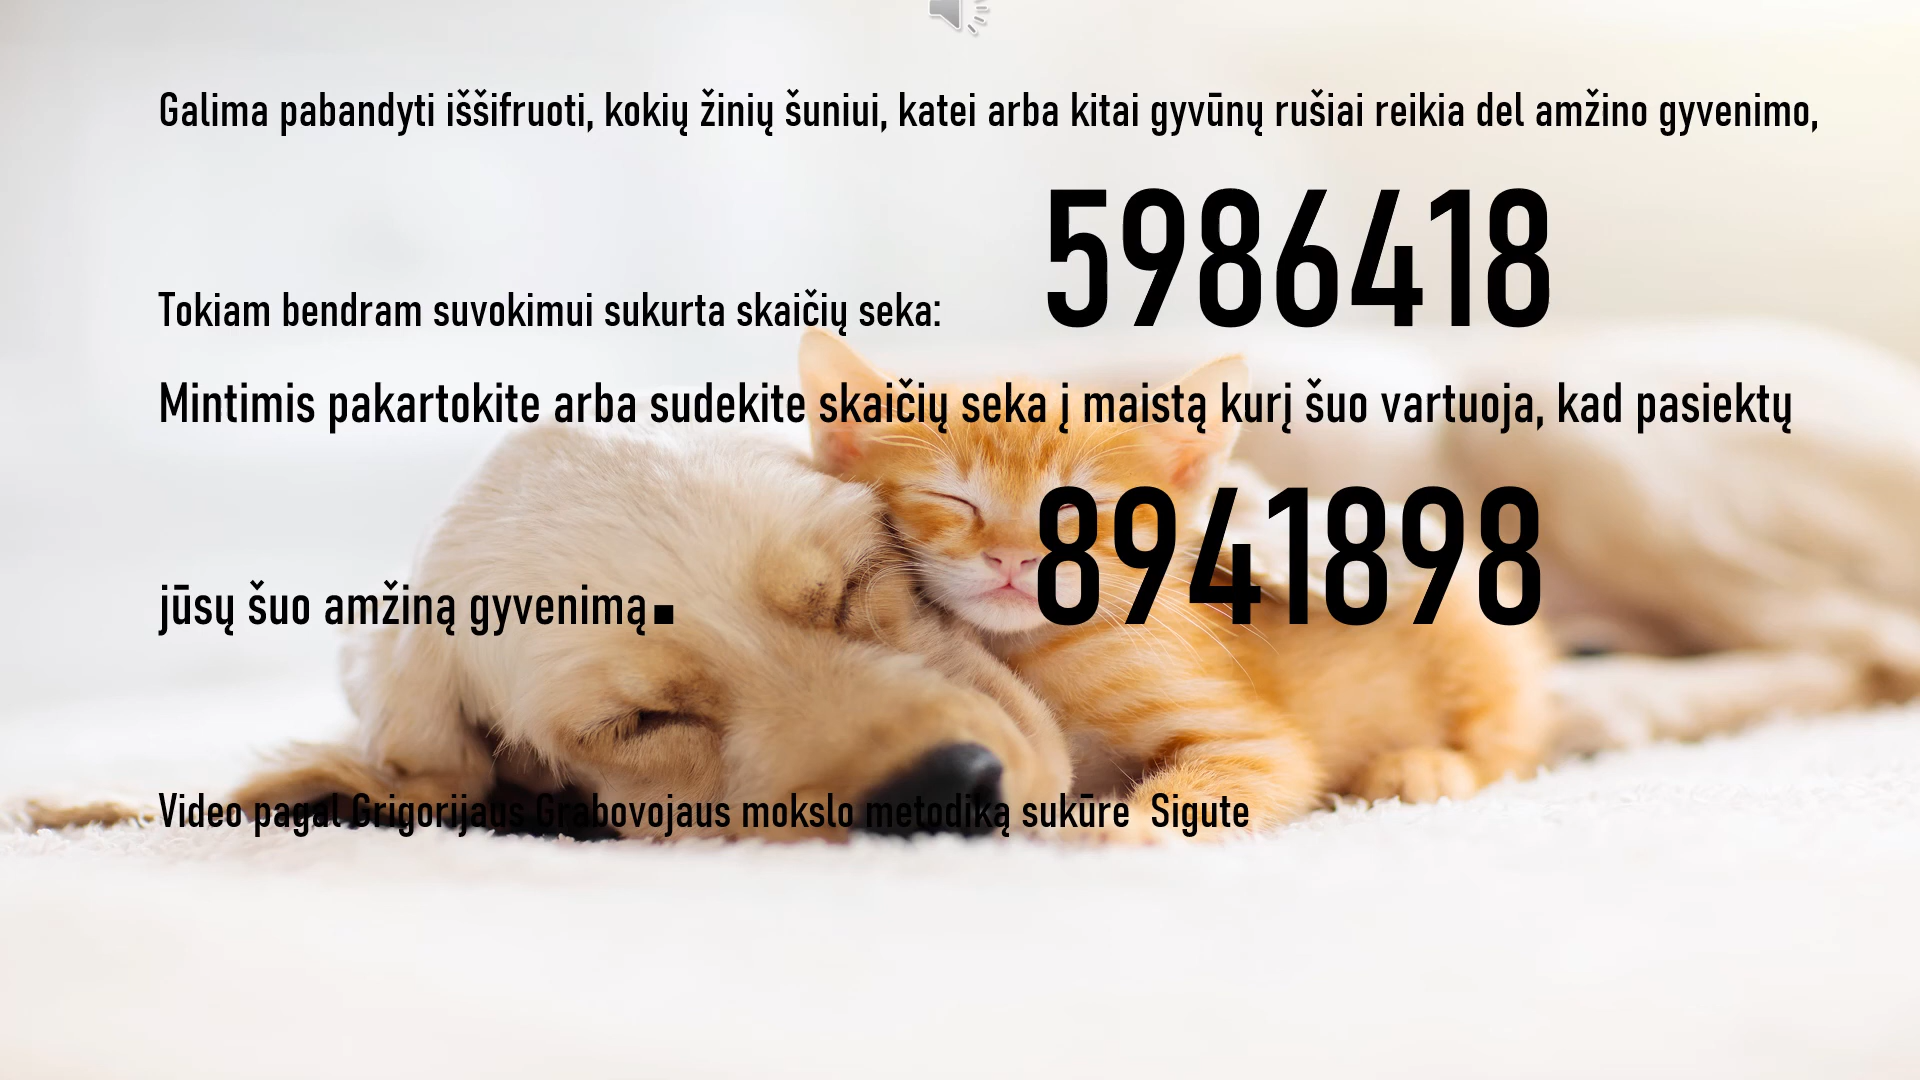 Galima pabandyti iššifruoti, kokių žinių šuniui, katei arba kitai gyvūnų rušiai reikia del amžino gyvenimo,
Tokiam bendram suvokimui sukurta skaičių seka: 5986418
Mintimis pakartokite arba sudekite skaičių seka į maistą kurį šuo vartuoja, kad pasiektų
jūsų šuo amžiną gyvenimą. 8941898
Video pagal Grigorijaus Grabovojaus mokslo metodiką sukūre Sigute